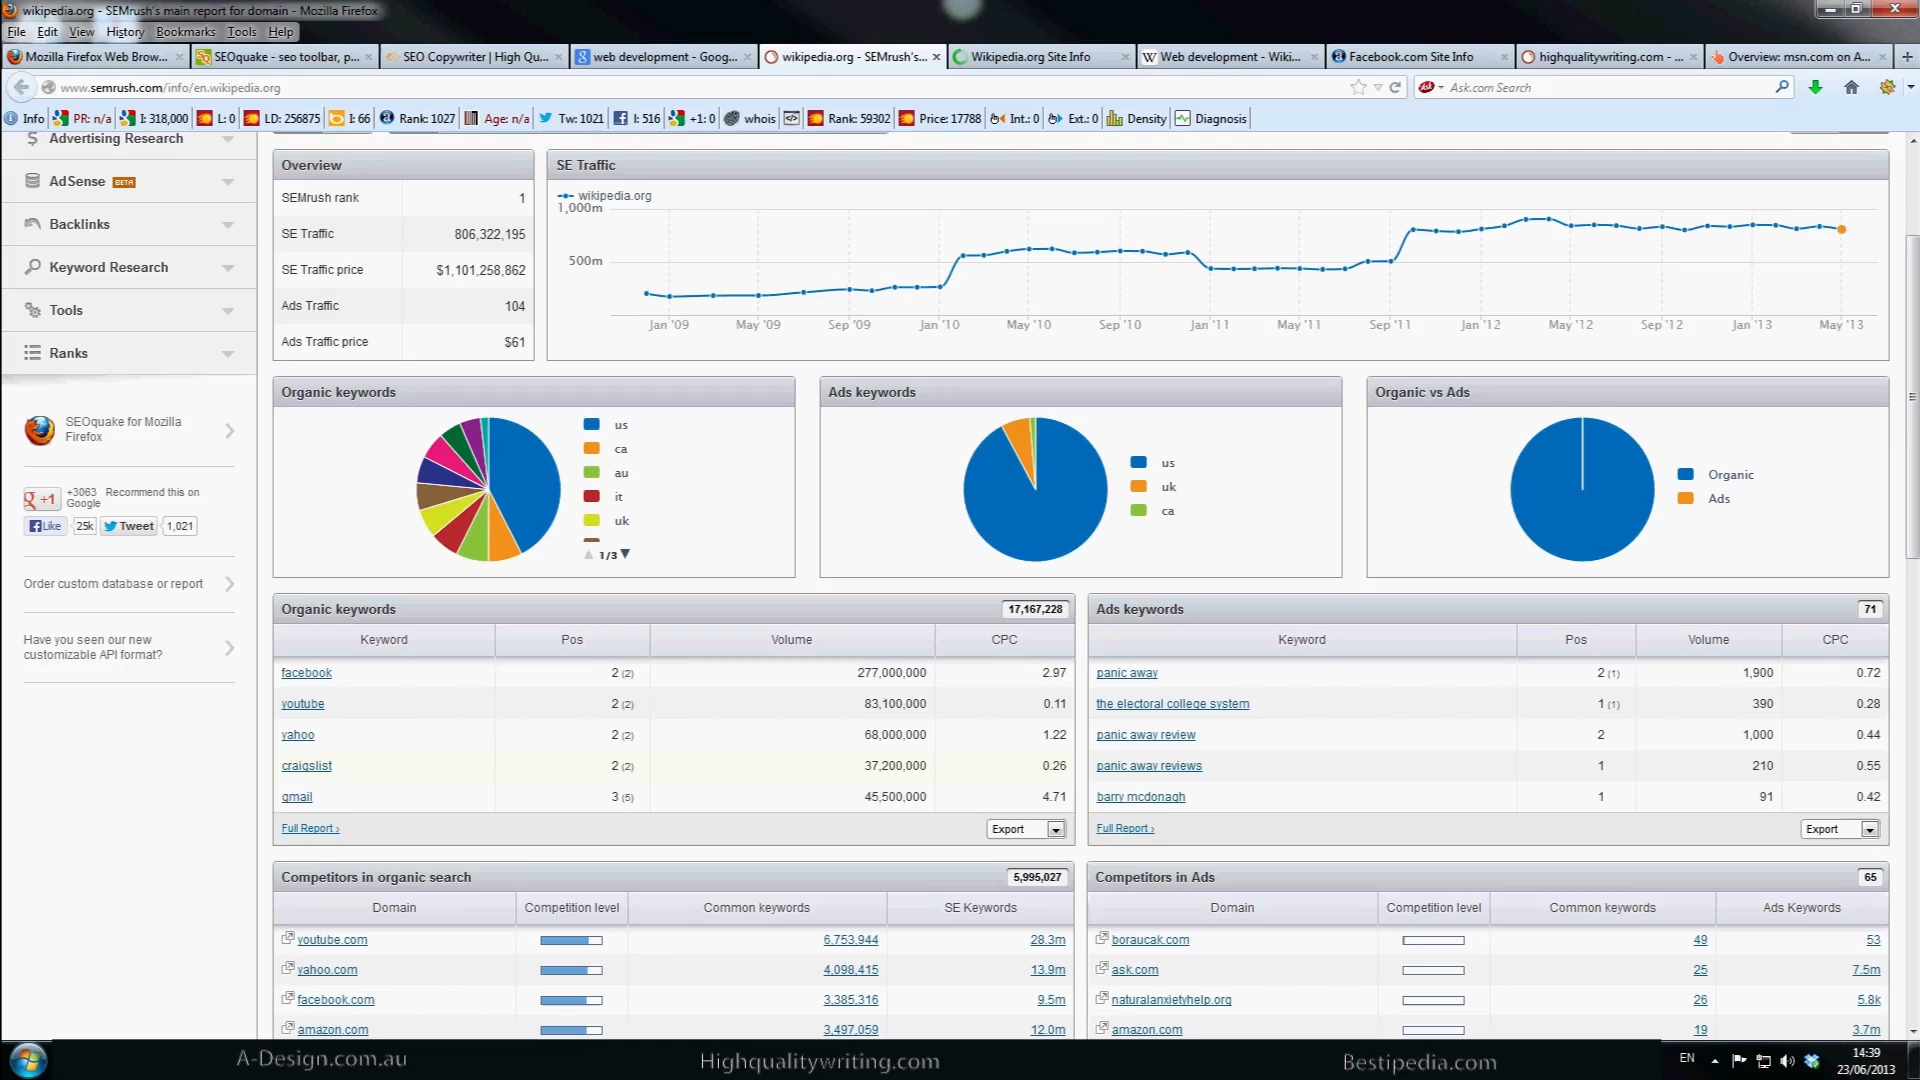 wikipedia.org - SEMrush's main report for domain - Mozilla Firefox
File Edit View History Bookmarks Tools Help
Mozilla Firefox Web Brow... SEOquake - seo toolbar, p... SEO Copywriter | High Qu... web development - Goog... wikipedia.org - SEMrush's... Wikipedia.org Site Info Web development - Wiki... Facebook.com Site Info highqualitywriting.com - ... Overview: msn.com on A...
www.semrush.com/info/en.wikipedia.org
Ask.com Search
Info PR: n/a I: 318,000 L: 0 LD: 256875 I: 66 Rank: 1027 Age: n/a Tw: 1021 l: 516 +1: 0 whois Rank: 59302 Price: 17788 Int.: 0 Ext.: 0 Density Diagnosis
Advertising Research
AdSense BETA
Backlinks
Keyword Research
Tools
Ranks
SEOquake for Mozilla
Firefox
+1 +3063 Recommend this on
Google
Like 25k Tweet 1,021
Order custom database or report
Have you seen our new
customizable API format?
Overview
SEMrush rank 1
SE Traffic 806,322,195
SE Traffic price $1,101,258,862
Ads Traffic 104
Ads Traffic price $61
SE Traffic
wikipedia.org
1,000m
500m
Jan '09 May '09 Sep '09 Jan '10 May '10 Sep '10 Jan '11 May '11 Sep '11 Jan '12 May '12 Sep '12 Jan '13 May '13
Organic keywords
us
ca
au
it
uk
1/3
Ads keywords
us
uk
ca
Organic vs Ads
Organic
Ads
Organic keywords 17,167,228
Keyword Pos Volume CPC
facebook 2 (2) 277,000,000 2.97
youtube 2 (2) 83,100,000 0.11
yahoo 2 (2) 68,000,000 1.22
craigslist 2 (2) 37,200,000 0.26
gmail 3 (5) 45,500,000 4.71
Full Report › Export
Ads keywords 71
Keyword Pos Volume CPC
panic away 2 (1) 1,900 0.72
the electoral college system 1 (1) 390 0.28
panic away review 2 1,000 0.44
panic away reviews 1 210 0.55
barry mcdonagh 1 91 0.42
Full Report › Export
Competitors in organic search 5,995,027
Domain Competition level Common keywords SE Keywords
youtube.com 6,753,944 28.3m
yahoo.com 4,098,415 13.9m
facebook.com 3,385,316 9.5m
amazon.com 3,497,059 12.0m
Competitors in Ads 65
Domain Competition level Common keywords Ads Keywords
boraucak.com 49 53
ask.com 25 7.5m
naturalanxietyhelp.org 26 5.8k
amazon.com 19 3.7m
A-Design.com.au Highqualitywriting.com Bestipedia.com
EN 14:39
23/06/2013